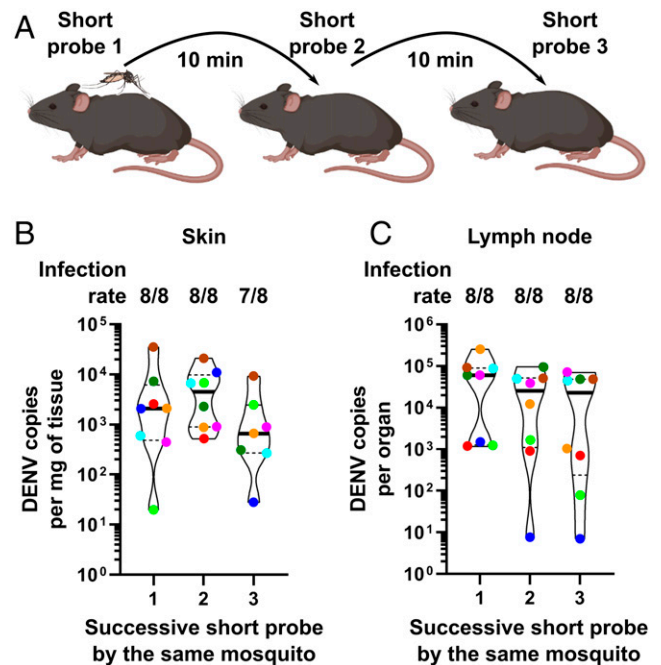 A
Short
probe 1
10 min
Short
probe 2
10 min
Short
probe 3
B
Skin
Infection
rate 8/8 8/8 7/8
DENV copies
per mg of tissue
10^5
10^4
10^3
10^2
10^1
10^0
1 2 3
Successive short probe
by the same mosquito
C
Lymph node
Infection
rate 8/8 8/8 8/8
DENV copies
per organ
10^6
10^5
10^4
10^3
10^2
10^1
10^0
1 2 3
Successive short probe
by the same mosquito